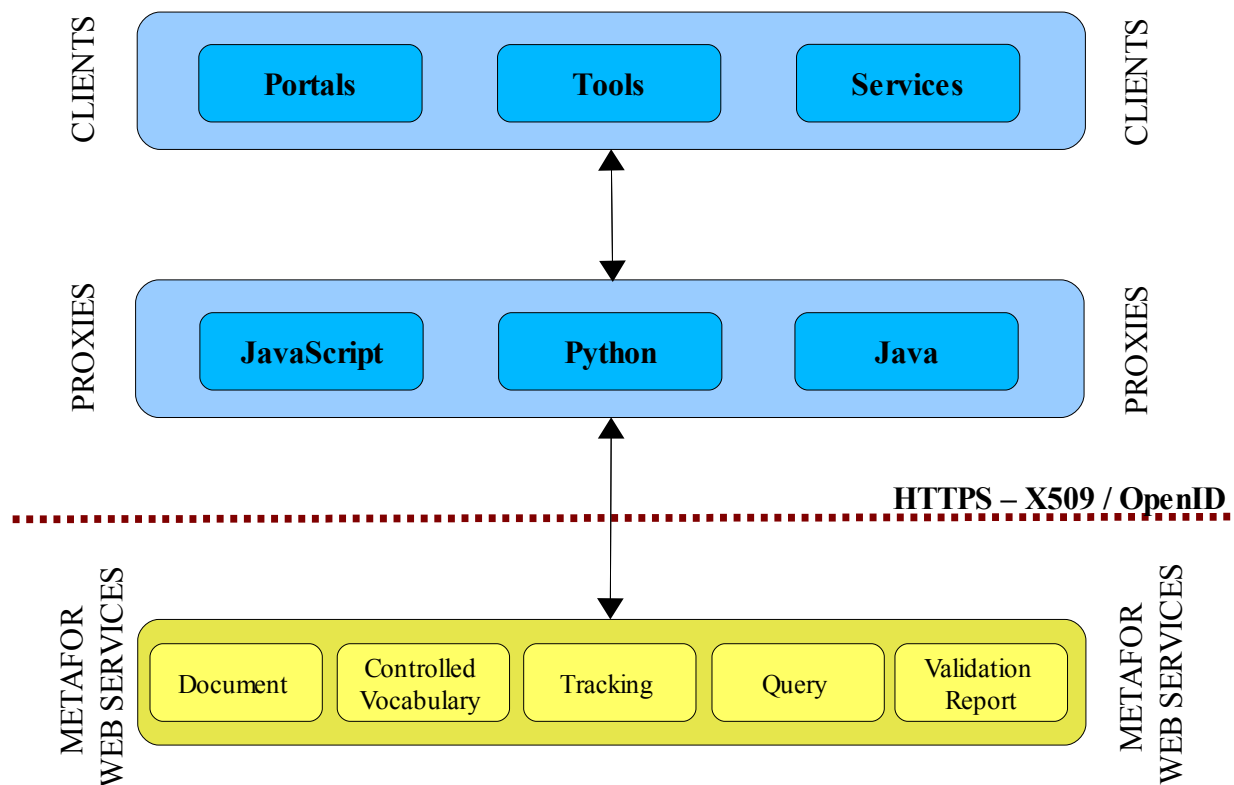 CLIENTS
Portals
Tools
Services
CLIENTS
PROXIES
JavaScript
Python
Java
PROXIES
HTTPS – X509 / OpenID
METAFOR
WEB SERVICES
Document
Controlled
Vocabulary
Tracking
Query
Validation
Report
METAFOR
WEB SERVICES